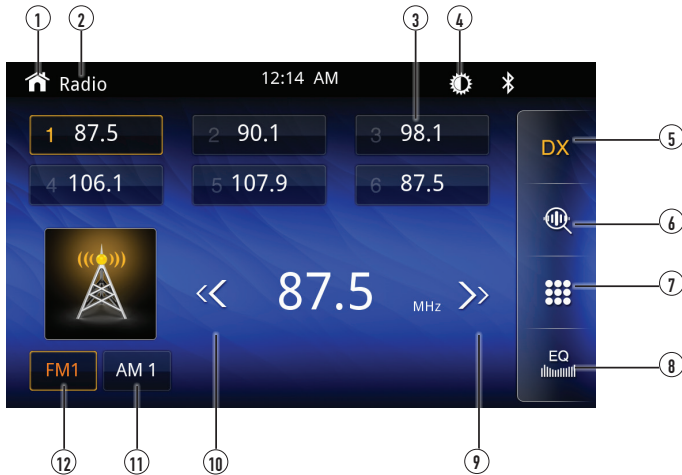 1 2 3 4
Radio 12:14 AM
1 87.5 2 90.1 3 98.1
DX 5
4 106.1 5 107.9 6 87.5
6
87.5 MHz
7
EQ 8
FM1 AM 1
12 11 10 9